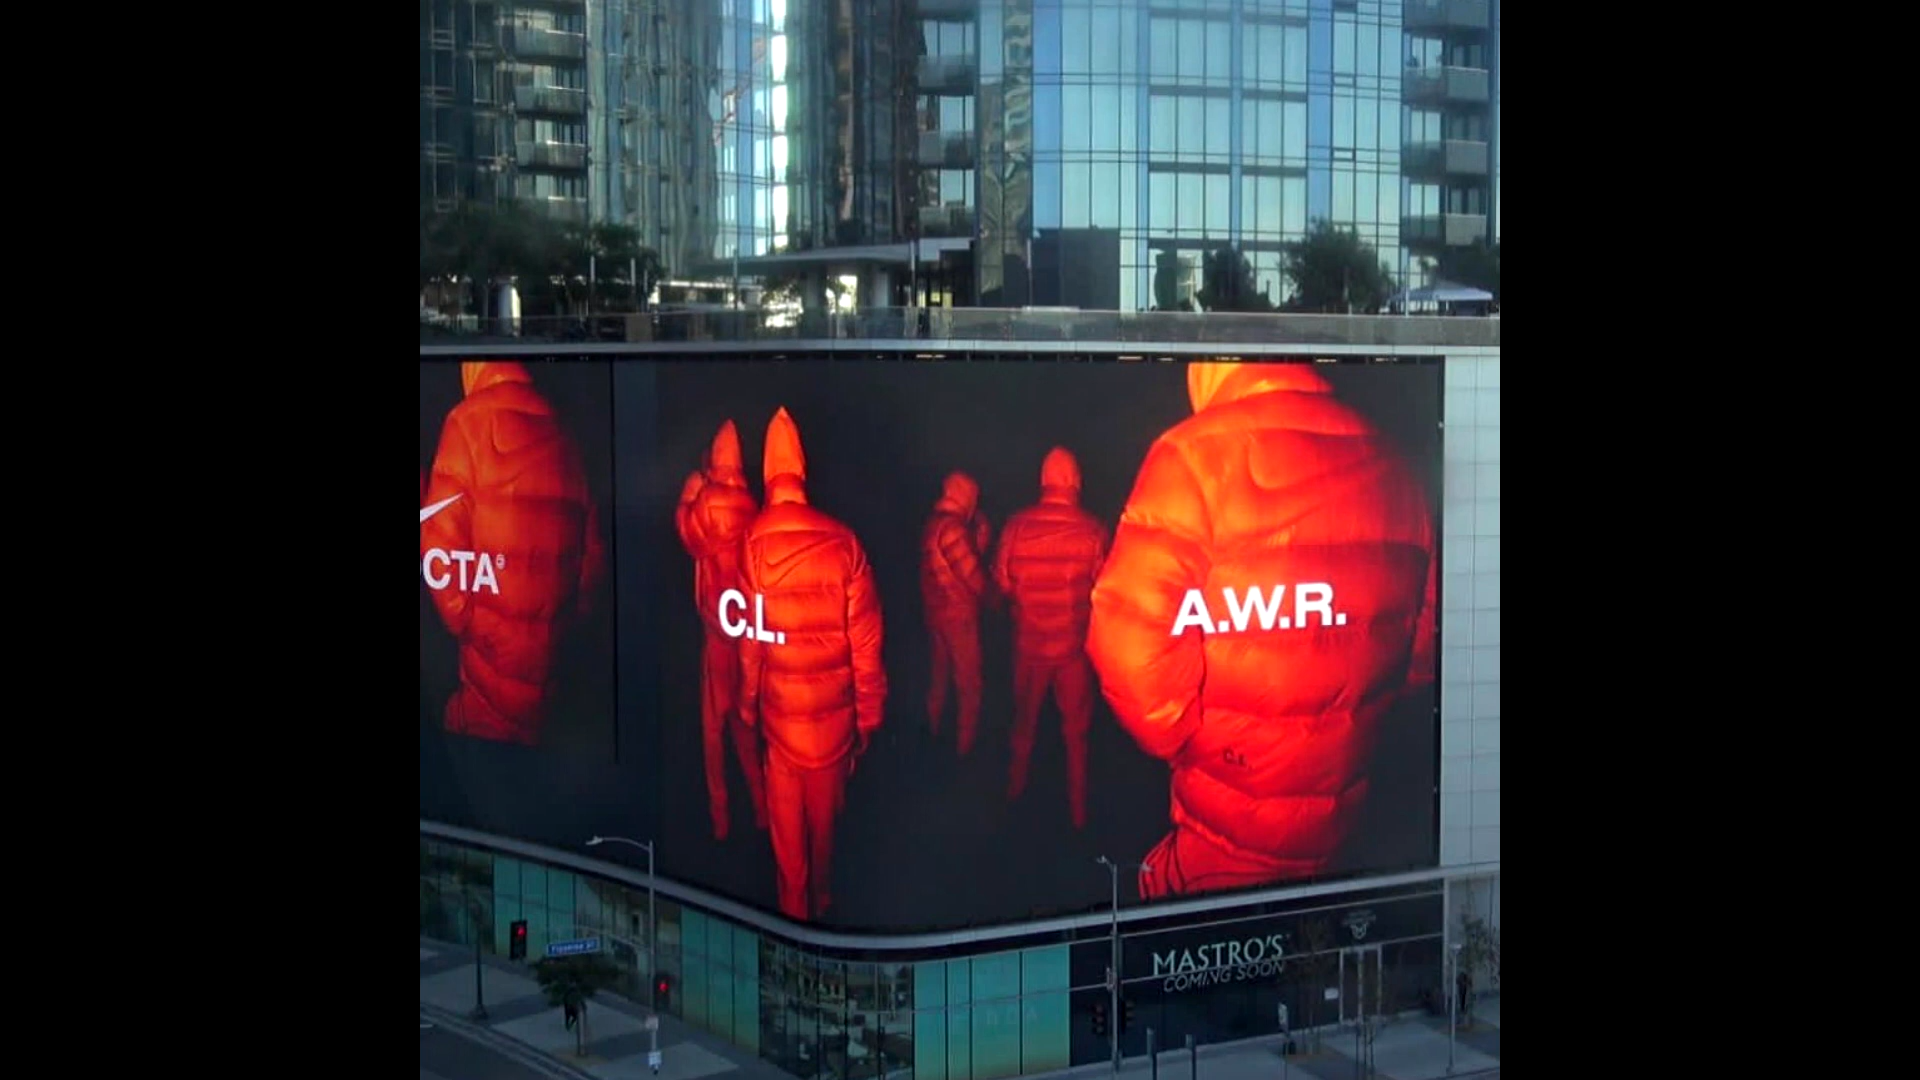 CTA®
C.L.
A.W.R.
C.L.
MASTRO'S
COMING SOON